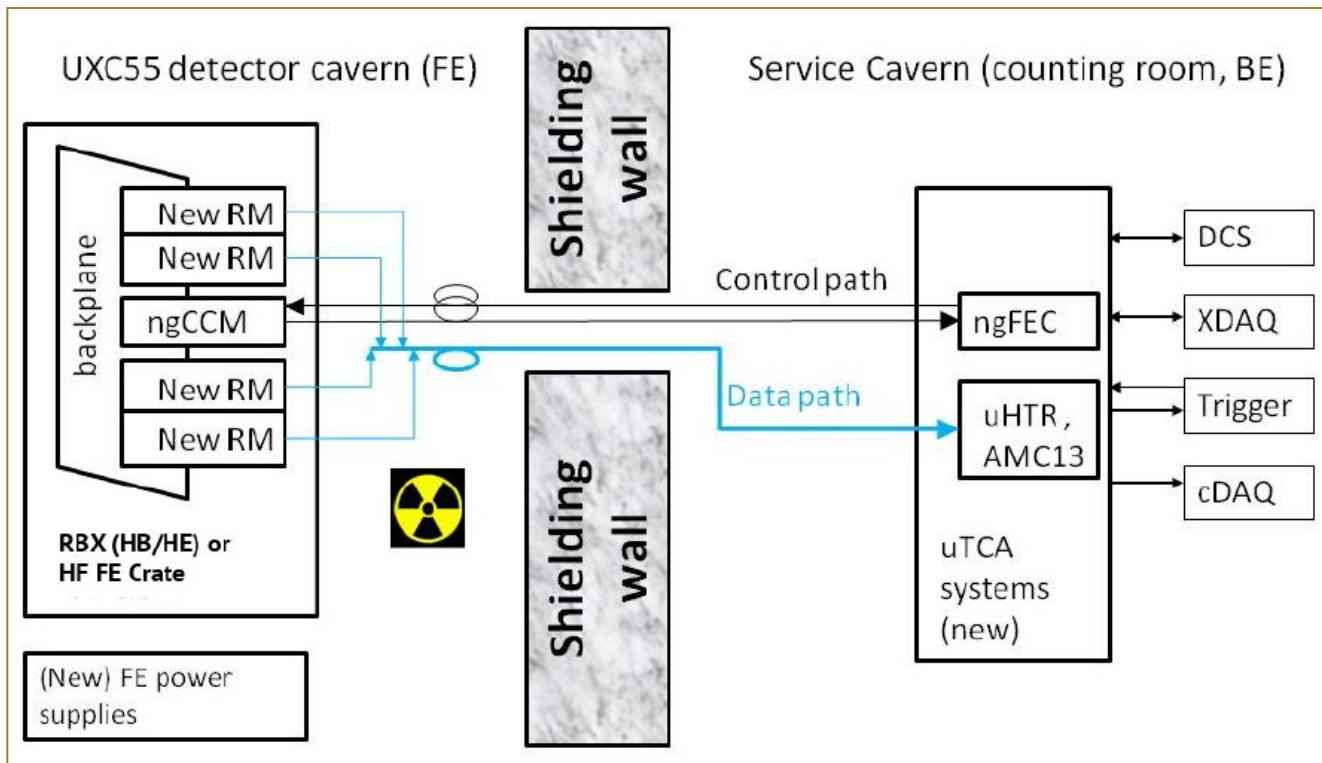 UXC55 detector cavern (FE)
Service Cavern (counting room, BE)
Shielding
wall
backplane
New RM
New RM
ngCCM
New RM
New RM
RBX (HB/HE) or
HF FE Crate
(New) FE power
supplies
Control path
Data path
Shielding
wall
ngFEC
uHTR ,
AMC13
uTCA
systems
(new)
DCS
XDAQ
Trigger
cDAQ